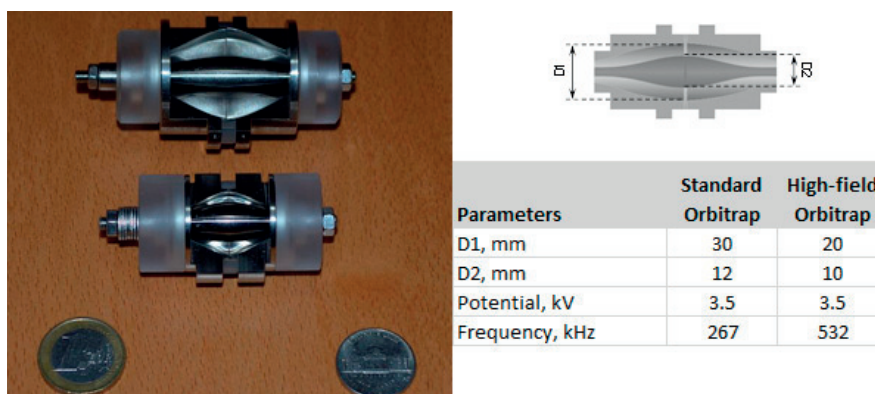 D1
D2
Parameters Standard Orbitrap High-field Orbitrap
D1, mm 30 20
D2, mm 12 10
Potential, kV 3.5 3.5
Frequency, kHz 267 532
1